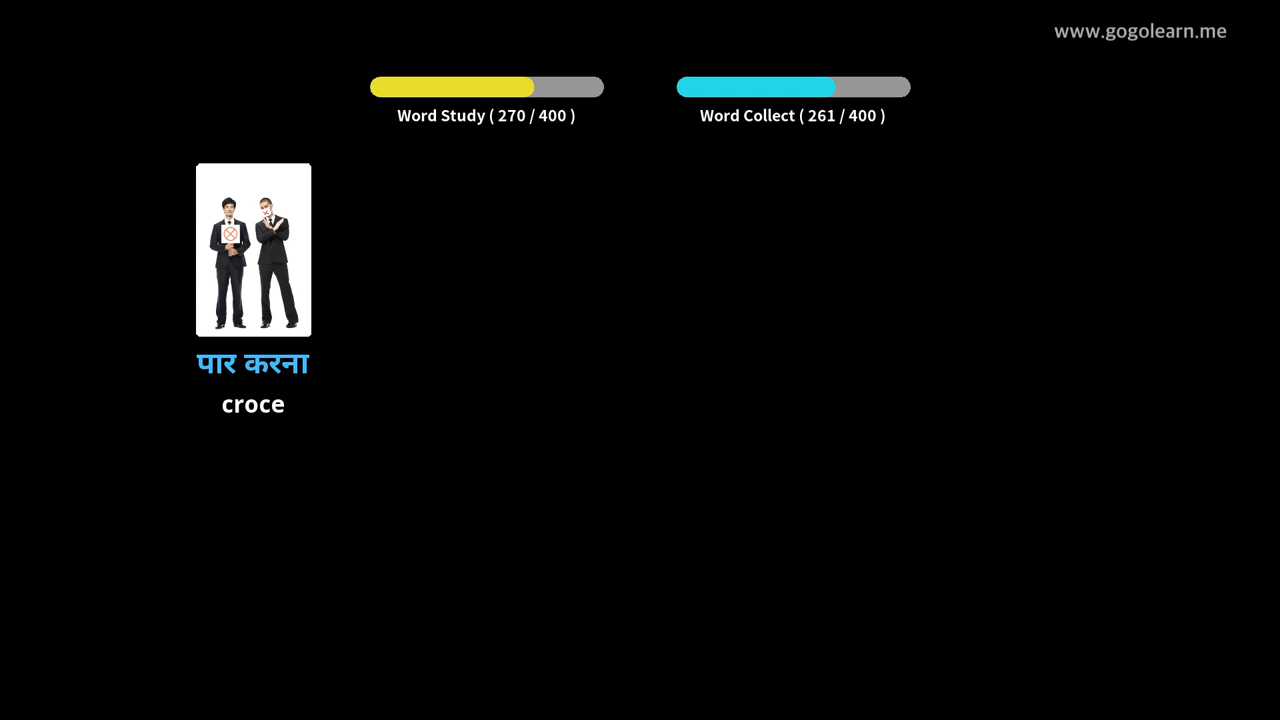 www.gogolearn.me
Word Study ( 270 / 400 )
Word Collect ( 261 / 400 )
पार करना
croce